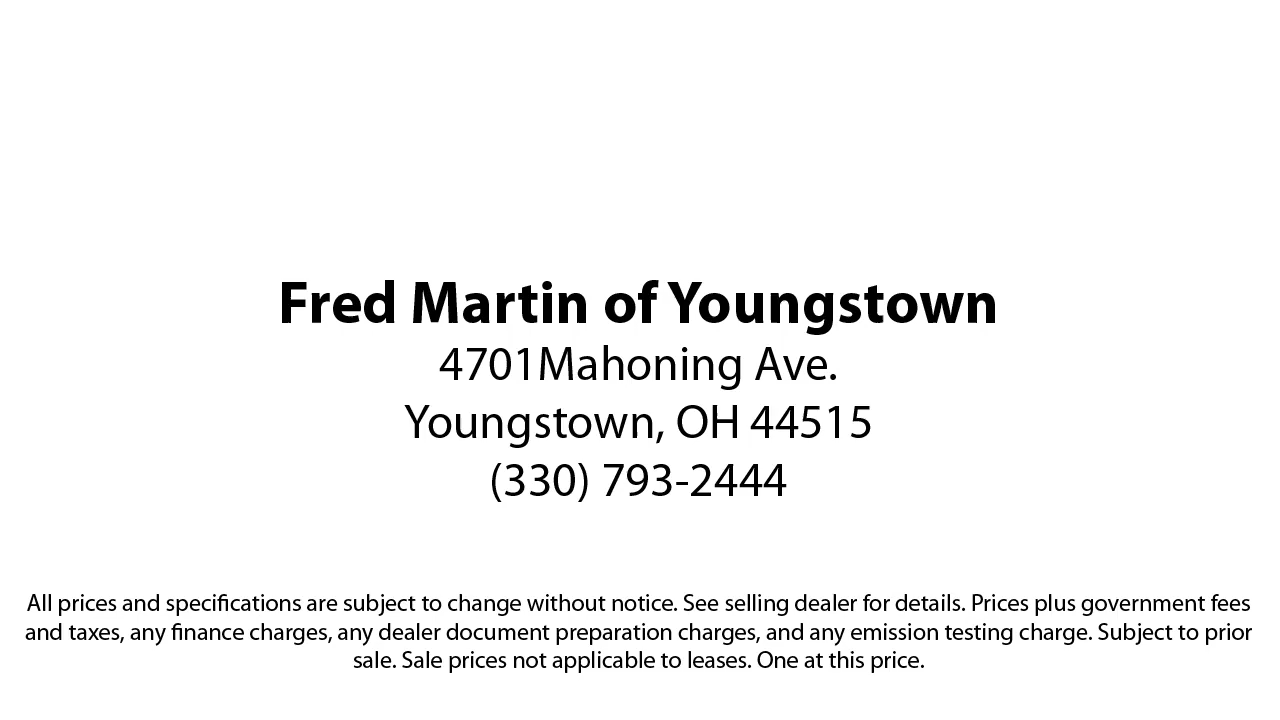 Fred Martin of Youngstown
4701Mahoning Ave.
Youngstown, OH 44515
(330) 793-2444
All prices and specifications are subject to change without notice. See selling dealer for details. Prices plus government fees
and taxes, any finance charges, any dealer document preparation charges, and any emission testing charge. Subject to prior
sale. Sale prices not applicable to leases. One at this price.